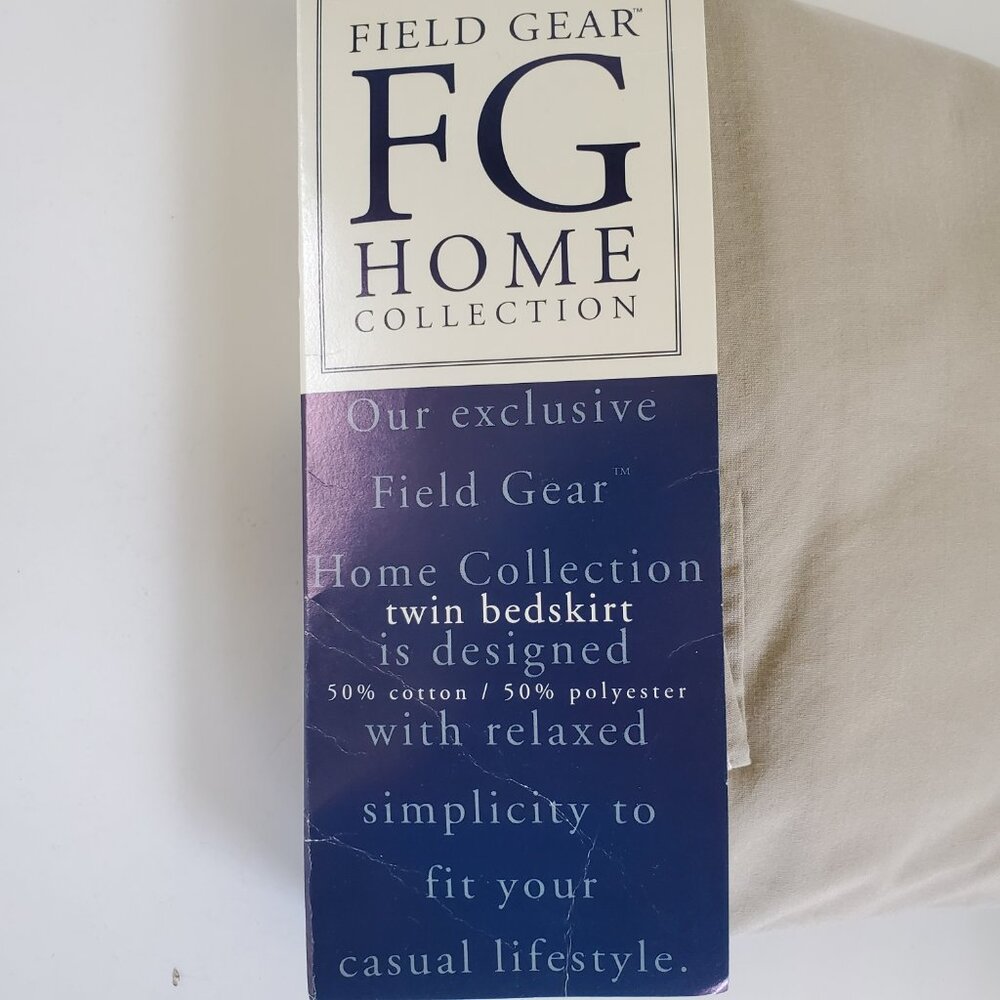 FIELD GEAR™
FG
HOME
COLLECTION
Our exclusive
Field Gear™
Home Collection
twin bedskirt
is designed
50% cotton / 50% polyester
with relaxed
simplicity to
fit your
casual lifestyle.